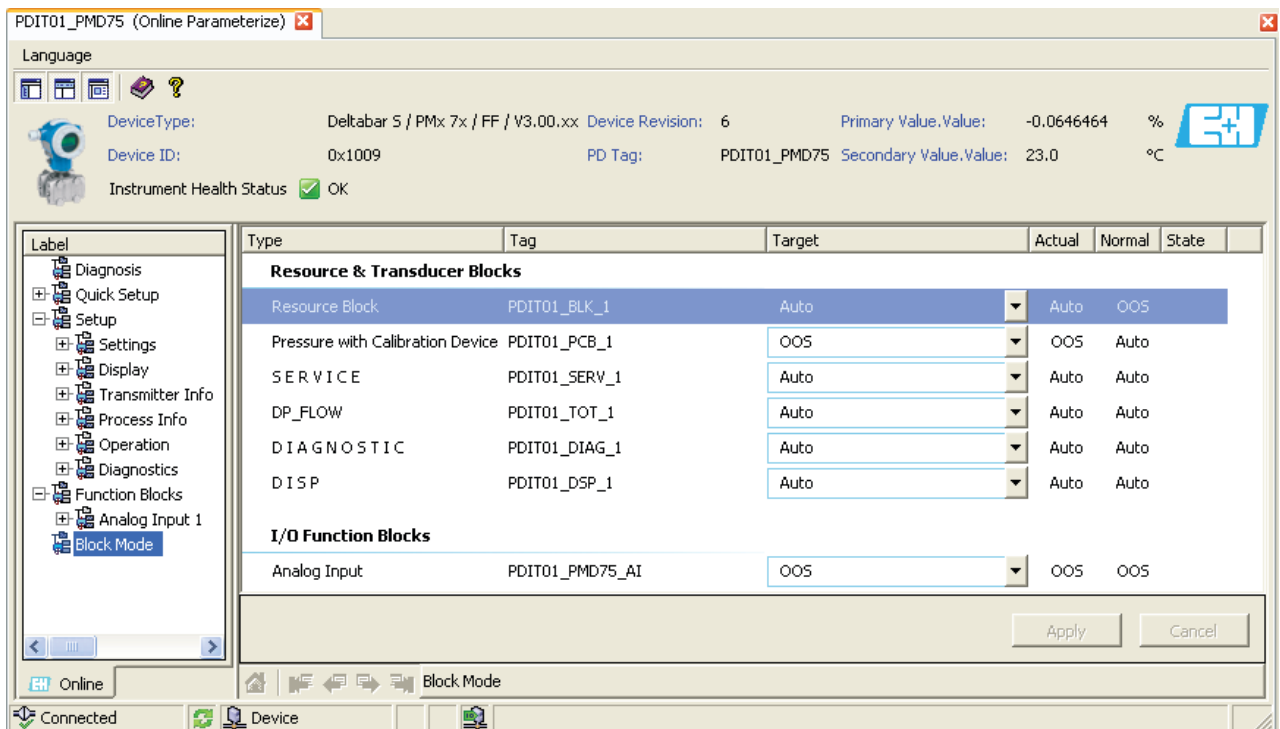 PDIT01_PMD75 (Online Parameterize)
Language
DeviceType: Deltabar S / PMx 7x / FF / V3.00.xx Device Revision: 6 Primary Value.Value: -0.0646464 %
Device ID: 0x1009 PD Tag: PDIT01_PMD75 Secondary Value.Value: 23.0 °C
Instrument Health Status OK
E+H
Label
Diagnosis
Quick Setup
Setup
Settings
Display
Transmitter Info
Process Info
Operation
Diagnostics
Function Blocks
Analog Input 1
Block Mode
Type Tag Target Actual Normal State
Resource & Transducer Blocks
Resource Block PDIT01_BLK_1 Auto Auto OOS
Pressure with Calibration Device PDIT01_PCB_1 OOS OOS Auto
S E R V I C E PDIT01_SERV_1 Auto Auto Auto
DP_FLOW PDIT01_TOT_1 Auto Auto Auto
D I A G N O S T I C PDIT01_DIAG_1 Auto Auto Auto
D I S P PDIT01_DSP_1 Auto Auto Auto
I/O Function Blocks
Analog Input PDIT01_PMD75_AI OOS OOS OOS
Apply Cancel
Online Block Mode
Connected Device